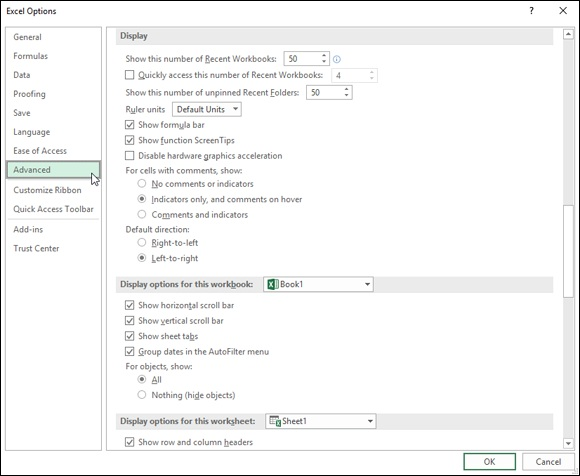 Excel Options
General
Formulas
Data
Proofing
Save
Language
Ease of Access
Advanced
Customize Ribbon
Quick Access Toolbar
Add-ins
Trust Center
Display
Show this number of Recent Workbooks: 50
Quickly access this number of Recent Workbooks: 4
Show this number of unpinned Recent Folders: 50
Ruler units Default Units
Show formula bar
Show function ScreenTips
Disable hardware graphics acceleration
For cells with comments, show:
No comments or indicators
Indicators only, and comments on hover
Comments and indicators
Default direction:
Right-to-left
Left-to-right
Display options for this workbook: Book1
Show horizontal scroll bar
Show vertical scroll bar
Show sheet tabs
Group dates in the AutoFilter menu
For objects, show:
All
Nothing (hide objects)
Display options for this worksheet: Sheet1
Show row and column headers
OK Cancel